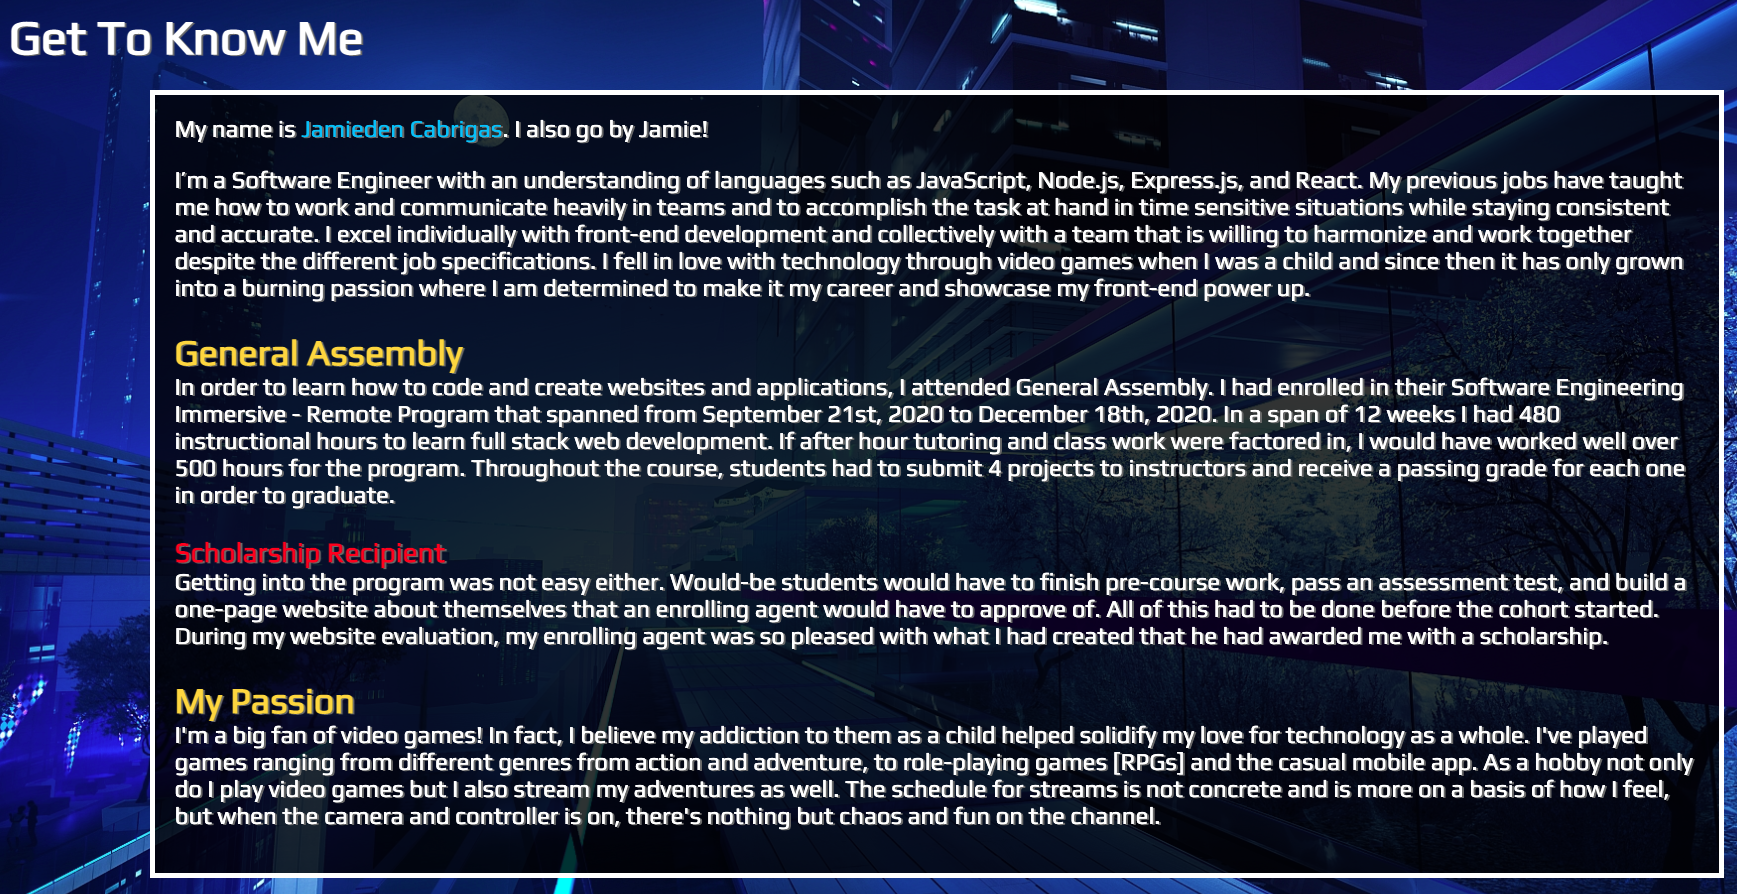 Get To Know Me
My name is Jamieden Cabrigas. I also go by Jamie!
I'm a Software Engineer with an understanding of languages such as JavaScript, Node.js, Express.js, and React. My previous jobs have taught
me how to work and communicate heavily in teams and to accomplish the task at hand in time sensitive situations while staying consistent
and accurate. I excel individually with front-end development and collectively with a team that is willing to harmonize and work together
despite the different job specifications. I fell in love with technology through video games when I was a child and since then it has only grown
into a burning passion where I am determined to make it my career and showcase my front-end power up.
General Assembly
In order to learn how to code and create websites and applications, I attended General Assembly. I had enrolled in their Software Engineering
Immersive - Remote Program that spanned from September 21st, 2020 to December 18th, 2020. In a span of 12 weeks I had 480
instructional hours to learn full stack web development. If after hour tutoring and class work were factored in, I would have worked well over
500 hours for the program. Throughout the course, students had to submit 4 projects to instructors and receive a passing grade for each one
in order to graduate.
Scholarship Recipient
Getting into the program was not easy either. Would-be students would have to finish pre-course work, pass an assessment test, and build a
one-page website about themselves that an enrolling agent would have to approve of. All of this had to be done before the cohort started.
During my website evaluation, my enrolling agent was so pleased with what I had created that he had awarded me with a scholarship.
My Passion
I'm a big fan of video games! In fact, I believe my addiction to them as a child helped solidify my love for technology as a whole. I've played
games ranging from different genres from action and adventure, to role-playing games [RPGs] and the casual mobile app. As a hobby not only
do I play video games but I also stream my adventures as well. The schedule for streams is not concrete and is more on a basis of how I feel,
but when the camera and controller is on, there's nothing but chaos and fun on the channel.